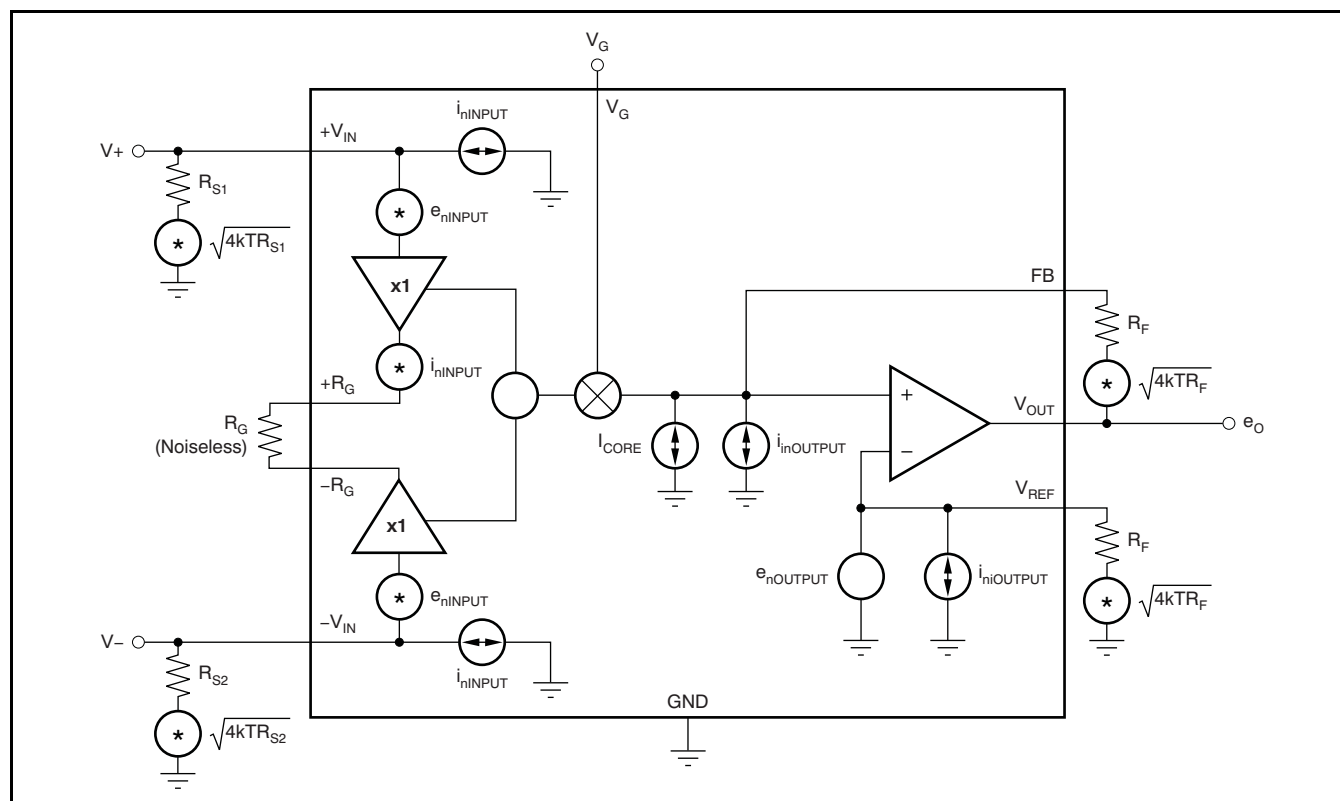 V_G
V_G
i_nINPUT
+V_IN
V+
R_S1
e_nINPUT
*
* √4kTR_S1
x1
FB
R_F
* i_nINPUT
+R_G
* √4kTR_F
+
V_OUT
e_O
R_G
(Noiseless)
I_CORE
i_inOUTPUT
−
−R_G
V_REF
x1
R_F
e_nOUTPUT
i_niOUTPUT
* e_nINPUT
* √4kTR_F
−V_IN
V−
R_S2
i_nINPUT
GND
* √4kTR_S2